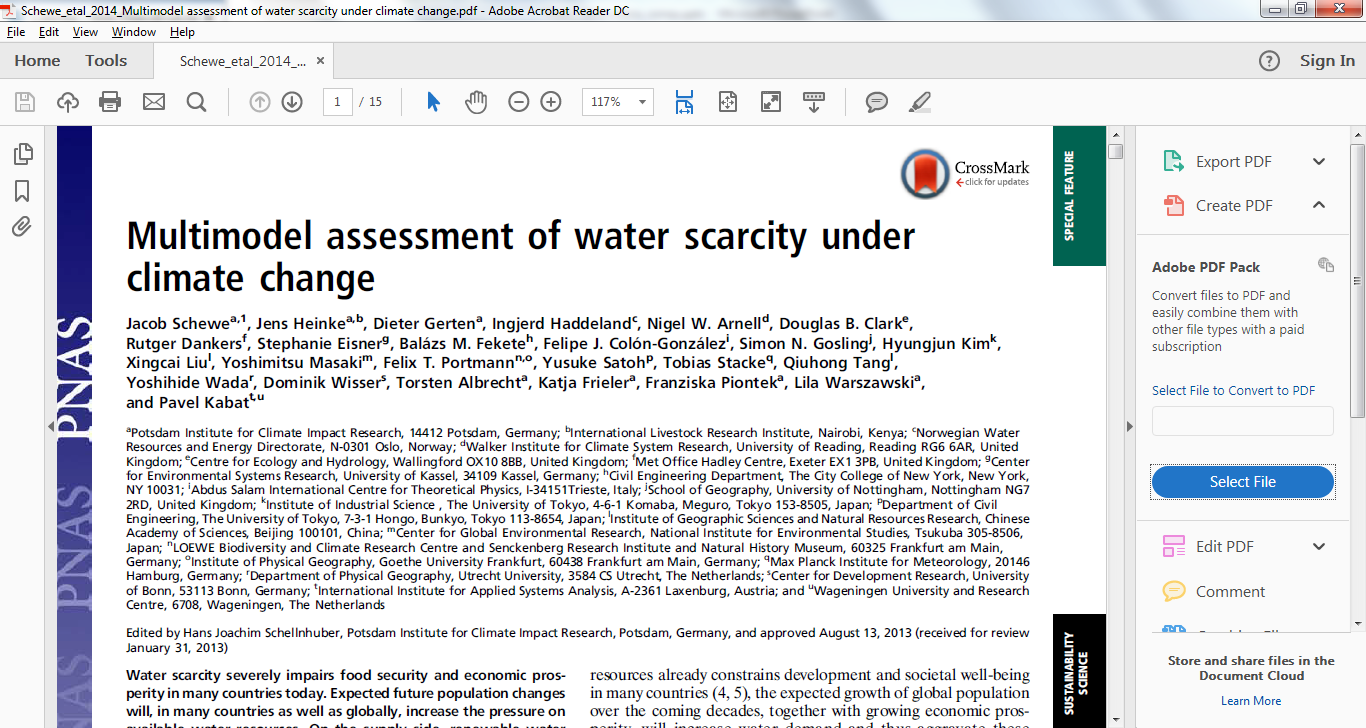 Schewe_etal_2014_Multimodel assessment of water scarcity under climate change.pdf - Adobe Acrobat Reader DC
File Edit View Window Help
Home Tools Schewe_etal_2014_... × ? Sign In
1 / 15 117%
CrossMark
click for updates
SPECIAL FEATURE
PNAS PNAS PNAS
Multimodel assessment of water scarcity under
climate change
Jacob Schewea,1, Jens Heinkea,b, Dieter Gertena, Ingjerd Haddelandc, Nigel W. Arnelld, Douglas B. Clarke,
Rutger Dankersf, Stephanie Eisnerg, Balázs M. Feketeh, Felipe J. Colón-Gonzálezi, Simon N. Goslingj, Hyungjun Kimk,
Xingcai Liul, Yoshimitsu Masakim, Felix T. Portmannn,o, Yusuke Satohp, Tobias Stackeq, Qiuhong Tangl,
Yoshihide Wadar, Dominik Wissers, Torsten Albrechta, Katja Frielera, Franziska Pionteka, Lila Warszawskia,
and Pavel Kabatt,u
aPotsdam Institute for Climate Impact Research, 14412 Potsdam, Germany; bInternational Livestock Research Institute, Nairobi, Kenya; cNorwegian Water
Resources and Energy Directorate, N-0301 Oslo, Norway; dWalker Institute for Climate System Research, University of Reading, Reading RG6 6AR, United
Kingdom; eCentre for Ecology and Hydrology, Wallingford OX10 8BB, United Kingdom; fMet Office Hadley Centre, Exeter EX1 3PB, United Kingdom; gCenter
for Environmental Systems Research, University of Kassel, 34109 Kassel, Germany; hCivil Engineering Department, The City College of New York, New York,
NY 10031; iAbdus Salam International Centre for Theoretical Physics, I-34151Trieste, Italy; jSchool of Geography, University of Nottingham, Nottingham NG7
2RD, United Kingdom; kInstitute of Industrial Science , The University of Tokyo, 4-6-1 Komaba, Meguro, Tokyo 153-8505, Japan; pDepartment of Civil
Engineering, The University of Tokyo, 7-3-1 Hongo, Bunkyo, Tokyo 113-8654, Japan; lInstitute of Geographic Sciences and Natural Resources Research, Chinese
Academy of Sciences, Beijing 100101, China; mCenter for Global Environmental Research, National Institute for Environmental Studies, Tsukuba 305-8506,
Japan; nLOEWE Biodiversity and Climate Research Centre and Senckenberg Research Institute and Natural History Museum, 60325 Frankfurt am Main,
Germany; oInstitute of Physical Geography, Goethe University Frankfurt, 60438 Frankfurt am Main, Germany; qMax Planck Institute for Meteorology, 20146
Hamburg, Germany; rDepartment of Physical Geography, Utrecht University, 3584 CS Utrecht, The Netherlands; sCenter for Development Research, University
of Bonn, 53113 Bonn, Germany; tInternational Institute for Applied Systems Analysis, A-2361 Laxenburg, Austria; and uWageningen University and Research
Centre, 6708, Wageningen, The Netherlands
Edited by Hans Joachim Schellnhuber, Potsdam Institute for Climate Impact Research, Potsdam, Germany, and approved August 13, 2013 (received for review
January 31, 2013)
Water scarcity severely impairs food security and economic pros-
perity in many countries today. Expected future population changes
will, in many countries as well as globally, increase the pressure on
available water resources. On the supply side, renewable water
resources already constrains development and societal well-being
in many countries (4, 5), the expected growth of global population
over the coming decades, together with growing economic pros-
perity, will increase water demand and thus aggravate these
SUSTAINABILITY
SCIENCE
Export PDF
Create PDF
Adobe PDF Pack
Convert files to PDF and
easily combine them with
other file types with a paid
subscription
Select File to Convert to PDF
Select File
Edit PDF
Comment
Store and share files in the
Document Cloud
Learn More